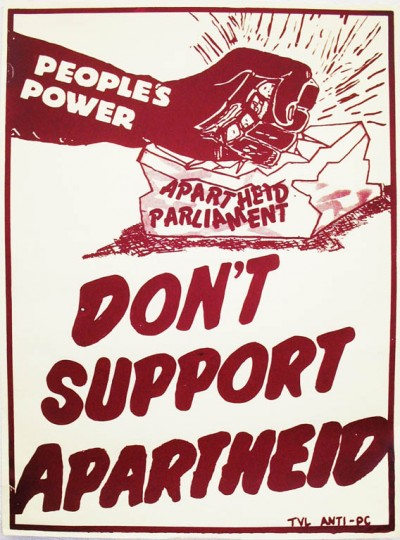 PEOPLE'S
POWER
APARTHEID
PARLIAMENT
DON'T
SUPPORT
APARTHEID
TVL ANTI-PC